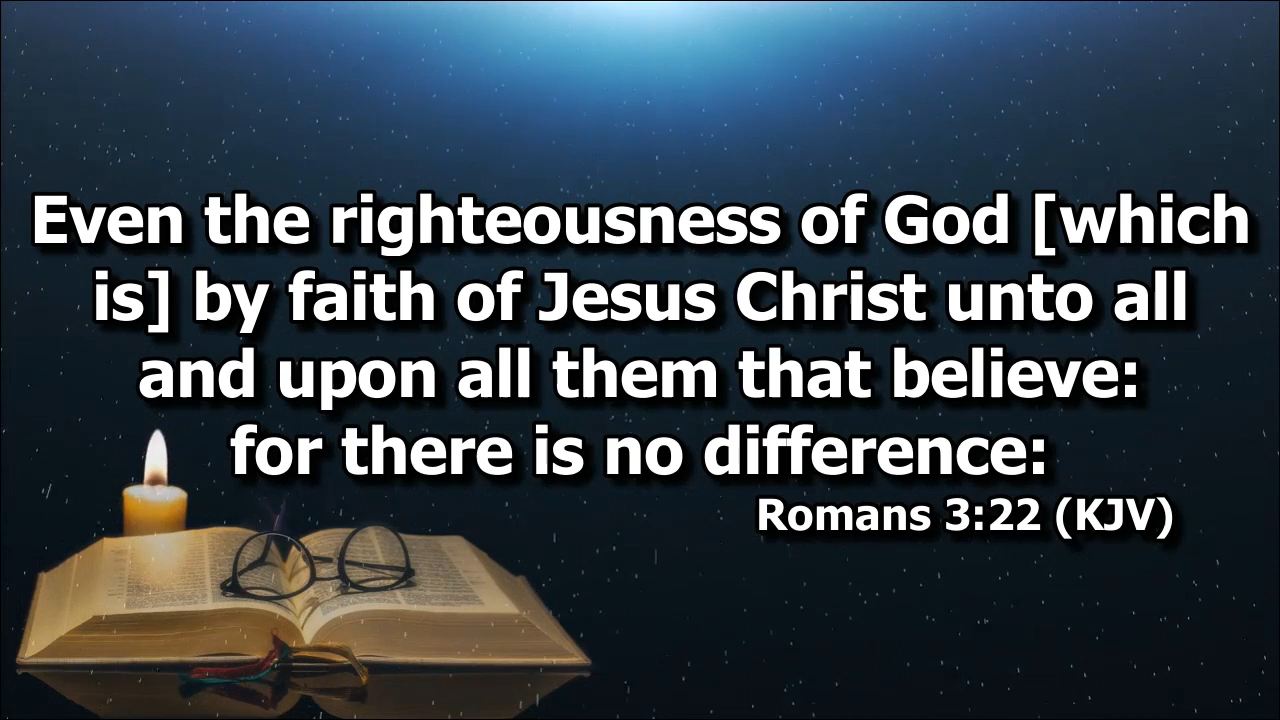 Even the righteousness of God [which
is] by faith of Jesus Christ unto all
and upon all them that believe:
for there is no difference:
Romans 3:22 (KJV)